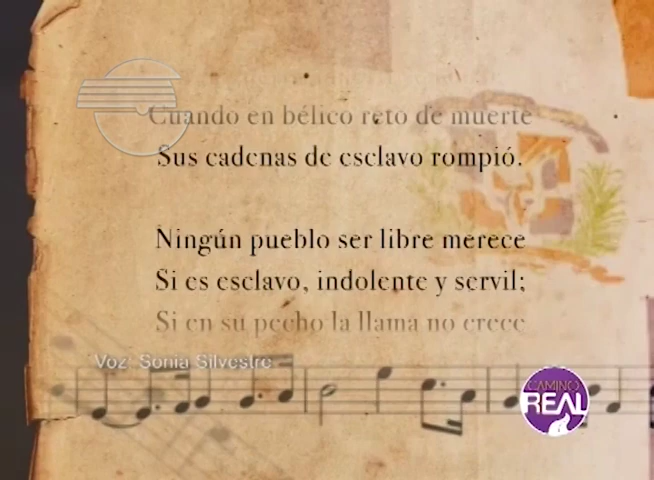 Cuando en bélico reto de muerte
Sus cadenas de esclavo rompió.
Ningún pueblo ser libre merece
Si es esclavo, indolente y servil;
Si en su pecho la llama no crece
Voz: Sonia Silvestre
CAMINO
REAL